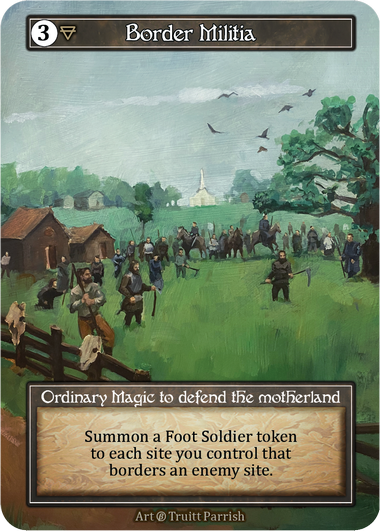 3
Border Militia
Ordinary Magic to defend the motherland
Summon a Foot Soldier token
to each site you control that
borders an enemy site.
Art @ Truitt Parrish